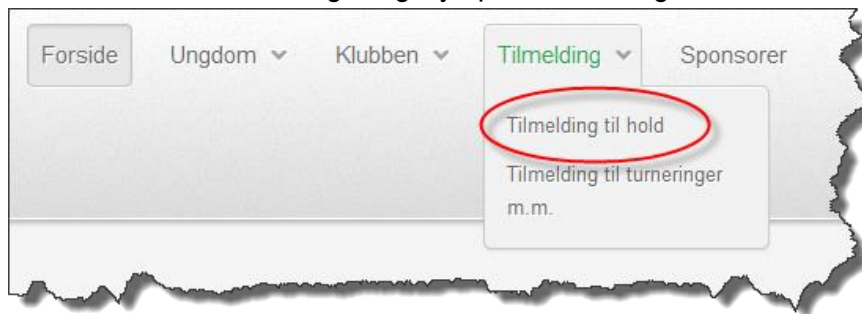 Forside Ungdom Klubben Tilmelding Sponsorer
Tilmelding til hold
Tilmelding til turneringer
m.m.